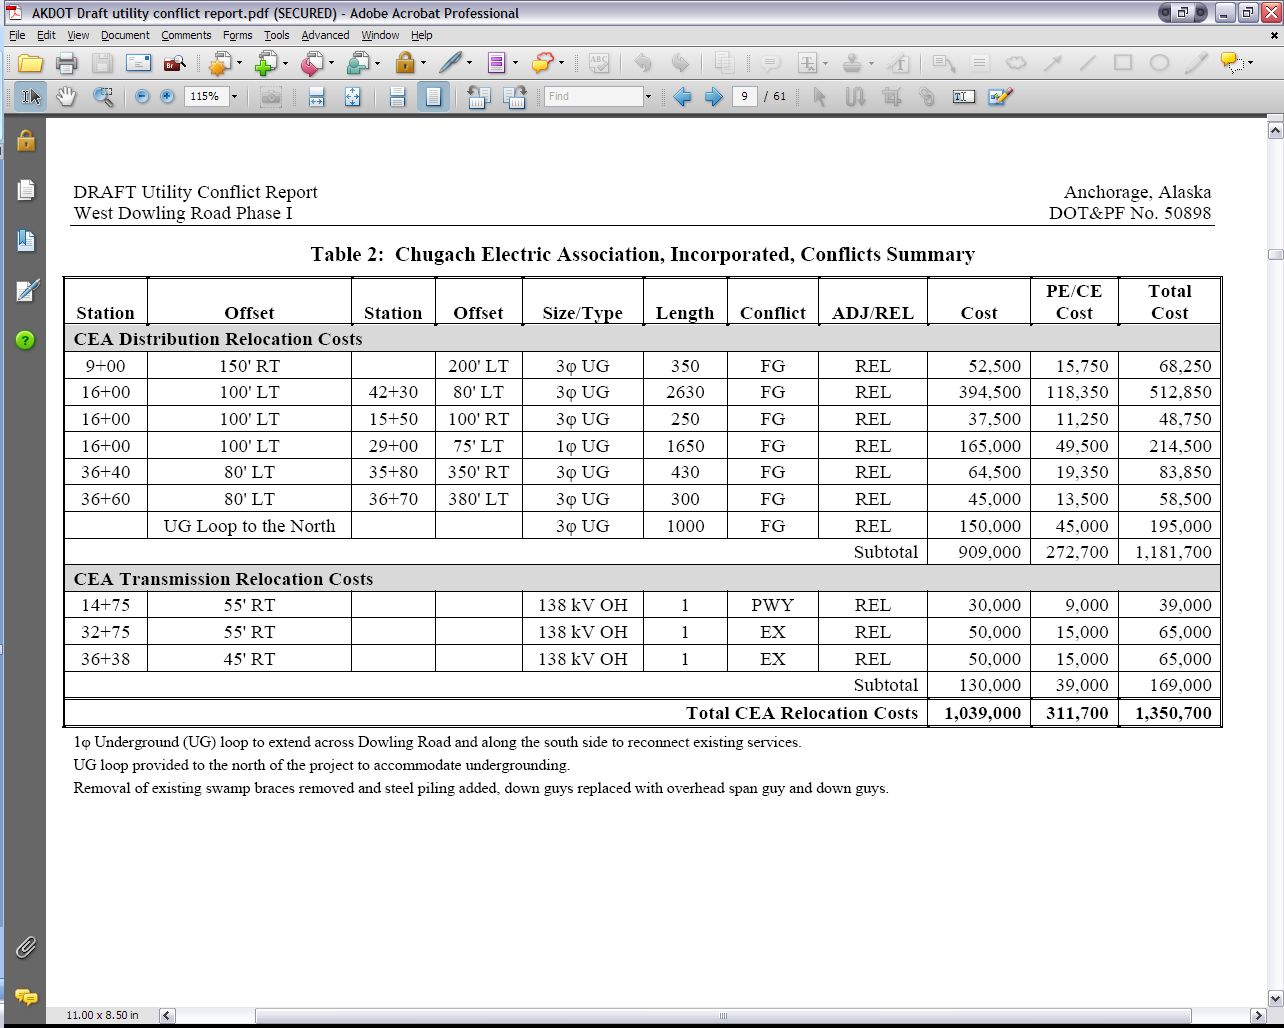 AKDOT Draft utility conflict report.pdf (SECURED) - Adobe Acrobat Professional
File Edit View Document Comments Forms Tools Advanced Window Help
115% Find 9 / 61
DRAFT Utility Conflict Report Anchorage, Alaska
West Dowling Road Phase I DOT&PF No. 50898
Table 2: Chugach Electric Association, Incorporated, Conflicts Summary
Station Offset Station Offset Size/Type Length Conflict ADJ/REL Cost PE/CE Cost Total Cost
CEA Distribution Relocation Costs
9+00 150' RT 200' LT 3φ UG 350 FG REL 52,500 15,750 68,250
16+00 100' LT 42+30 80' LT 3φ UG 2630 FG REL 394,500 118,350 512,850
16+00 100' LT 15+50 100' RT 3φ UG 250 FG REL 37,500 11,250 48,750
16+00 100' LT 29+00 75' LT 1φ UG 1650 FG REL 165,000 49,500 214,500
36+40 80' LT 35+80 350' RT 3φ UG 430 FG REL 64,500 19,350 83,850
36+60 80' LT 36+70 380' LT 3φ UG 300 FG REL 45,000 13,500 58,500
UG Loop to the North 3φ UG 1000 FG REL 150,000 45,000 195,000
Subtotal 909,000 272,700 1,181,700
CEA Transmission Relocation Costs
14+75 55' RT 138 kV OH 1 PWY REL 30,000 9,000 39,000
32+75 55' RT 138 kV OH 1 EX REL 50,000 15,000 65,000
36+38 45' RT 138 kV OH 1 EX REL 50,000 15,000 65,000
Subtotal 130,000 39,000 169,000
Total CEA Relocation Costs 1,039,000 311,700 1,350,700
1φ Underground (UG) loop to extend across Dowling Road and along the south side to reconnect existing services.
UG loop provided to the north of the project to accommodate undergrounding.
Removal of existing swamp braces removed and steel piling added, down guys replaced with overhead span guy and down guys.
11.00 x 8.50 in